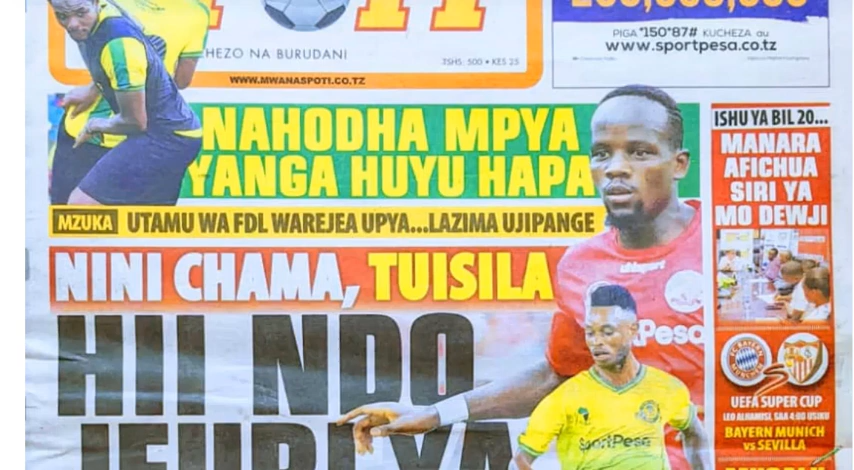 PIGA *150*87# KUCHEZA au
www.sportpesa.co.tz
NA BURUDANI
TSHS: 500 • KES 25
WWW.MWANASPOTI.CO.TZ
NAHODHA MPYA
YANGA HUYU HAPA
MZUKA UTAMU WA FDL WAREJEA UPYA...LAZIMA UJIPANGE
NINI CHAMA, TUISILA
HII NDO
ISHU YA BIL 20...
MANARA
AFICHUA
SIRI YA
MO DEWJI
UEFA SUPER CUP
LEO ALHAMISI, SAA 4:00 USIKU
BAYERN MUNICH
vs SEVILLA
uhlsport
SportPesa